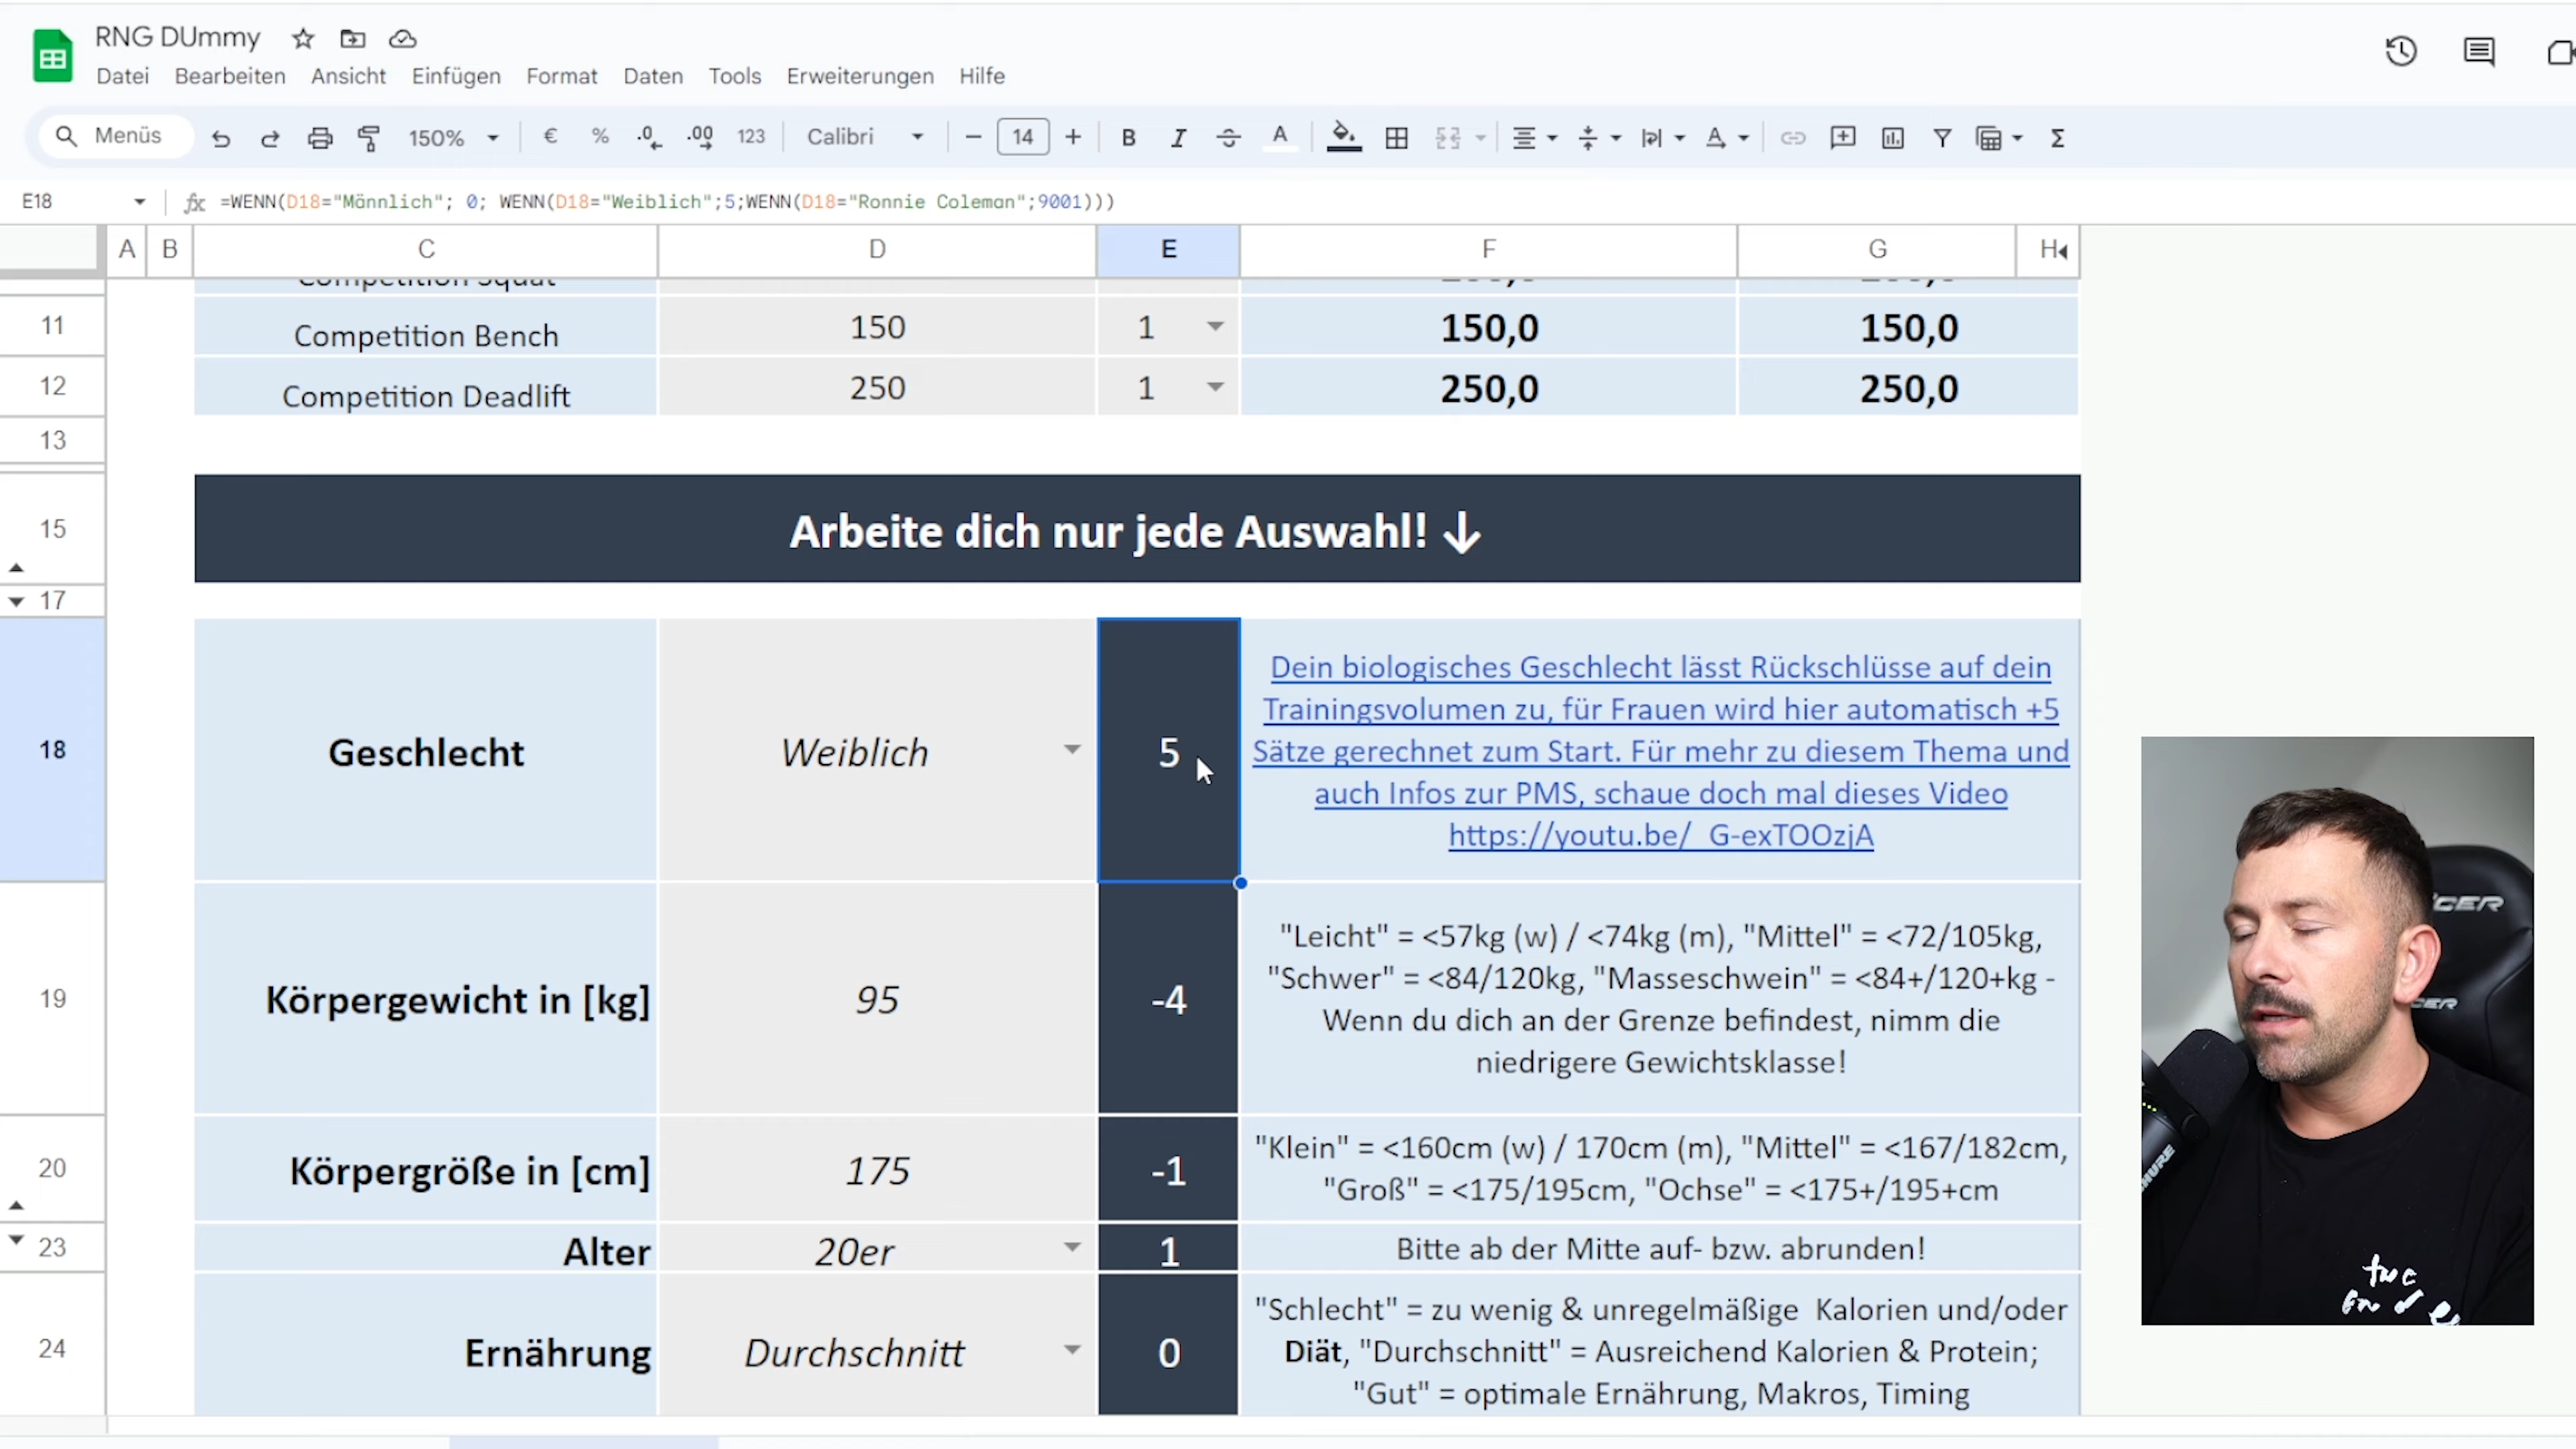 RNG DUmmy
Datei Bearbeiten Ansicht Einfügen Format Daten Tools Erweiterungen Hilfe
Menüs 150% € % .0 .00 123 Calibri 14 B I A A Σ
E18 fx =WENN(D18="Männlich"; 0; WENN(D18="Weiblich";5;WENN(D18="Ronnie Coleman";9001)))
A B C D E F G H
Competition Squat
11 Competition Bench 150 1 150,0 150,0
12 Competition Deadlift 250 1 250,0 250,0
13
15 Arbeite dich nur jede Auswahl! ↓
17
18 Geschlecht Weiblich 5
Dein biologisches Geschlecht lässt Rückschlüsse auf dein
Trainingsvolumen zu, für Frauen wird hier automatisch +5
Sätze gerechnet zum Start. Für mehr zu diesem Thema und
auch Infos zur PMS, schaue doch mal dieses Video
https://youtu.be/_G-exTOOzjA
19 Körpergewicht in [kg] 95 -4
"Leicht" = <57kg (w) / <74kg (m), "Mittel" = <72/105kg,
"Schwer" = <84/120kg, "Masseschwein" = <84+/120+kg -
Wenn du dich an der Grenze befindest, nimm die
niedrigere Gewichtsklasse!
20 Körpergröße in [cm] 175 -1
"Klein" = <160cm (w) / 170cm (m), "Mittel" = <167/182cm,
"Groß" = <175/195cm, "Ochse" = <175+/195+cm
23 Alter 20er 1 Bitte ab der Mitte auf- bzw. abrunden!
24 Ernährung Durchschnitt 0
"Schlecht" = zu wenig & unregelmäßige Kalorien und/oder
Diät, "Durchschnitt" = Ausreichend Kalorien & Protein;
"Gut" = optimale Ernährung, Makros, Timing